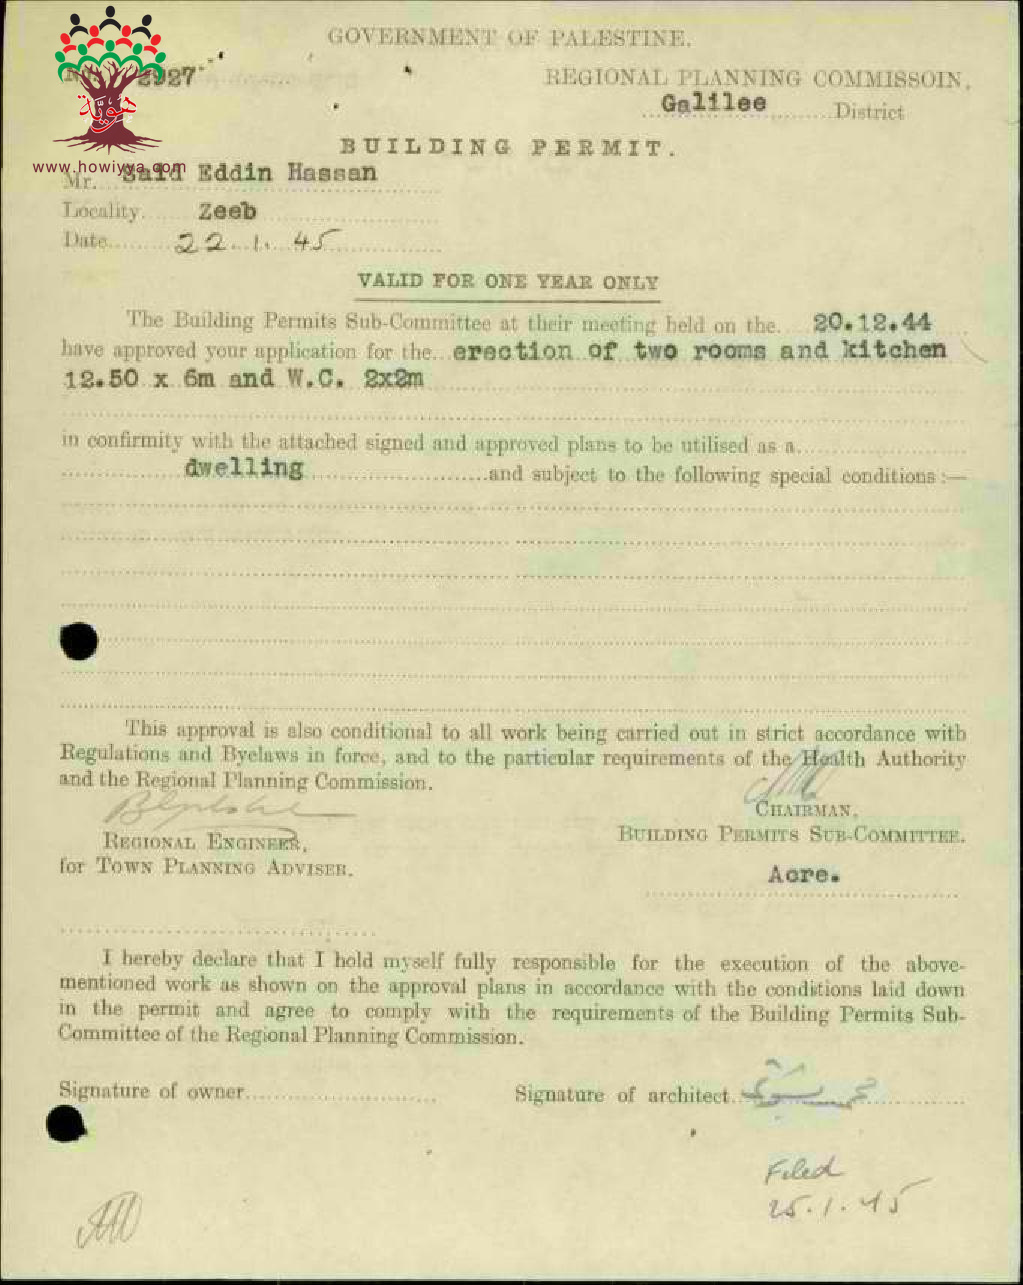 GOVERNMENT OF PALESTINE.
No. 2927
REGIONAL PLANNING COMMISSOIN.
Galilee District
هويّة
BUILDING PERMIT.
www.howiyya.com
Mr. Said Eddin Hassan
Locality. Zeeb
Date 22.1.45
VALID FOR ONE YEAR ONLY
The Building Permits Sub-Committee at their meeting held on the. 20.12.44
have approved your application for the erection of two rooms and kitchen
12.50 x 6m and W.C. 2x2m
in confirmity with the attached signed and approved plans to be utilised as a
dwelling and subject to the following special conditions :—
This approval is also conditional to all work being carried out in strict accordance with
Regulations and Byelaws in force, and to the particular requirements of the Health Authority
and the Regional Planning Commission.
CHAIRMAN,
BUILDING PERMITS SUB-COMMITTEE.
REGIONAL ENGINEER,
for TOWN PLANNING ADVISER.
Acre.
I hereby declare that I hold myself fully responsible for the execution of the above-
mentioned work as shown on the approval plans in accordance with the conditions laid down
in the permit and agree to comply with the requirements of the Building Permits Sub-
Committee of the Regional Planning Commission.
Signature of owner
Signature of architect
Filed
25.1.45